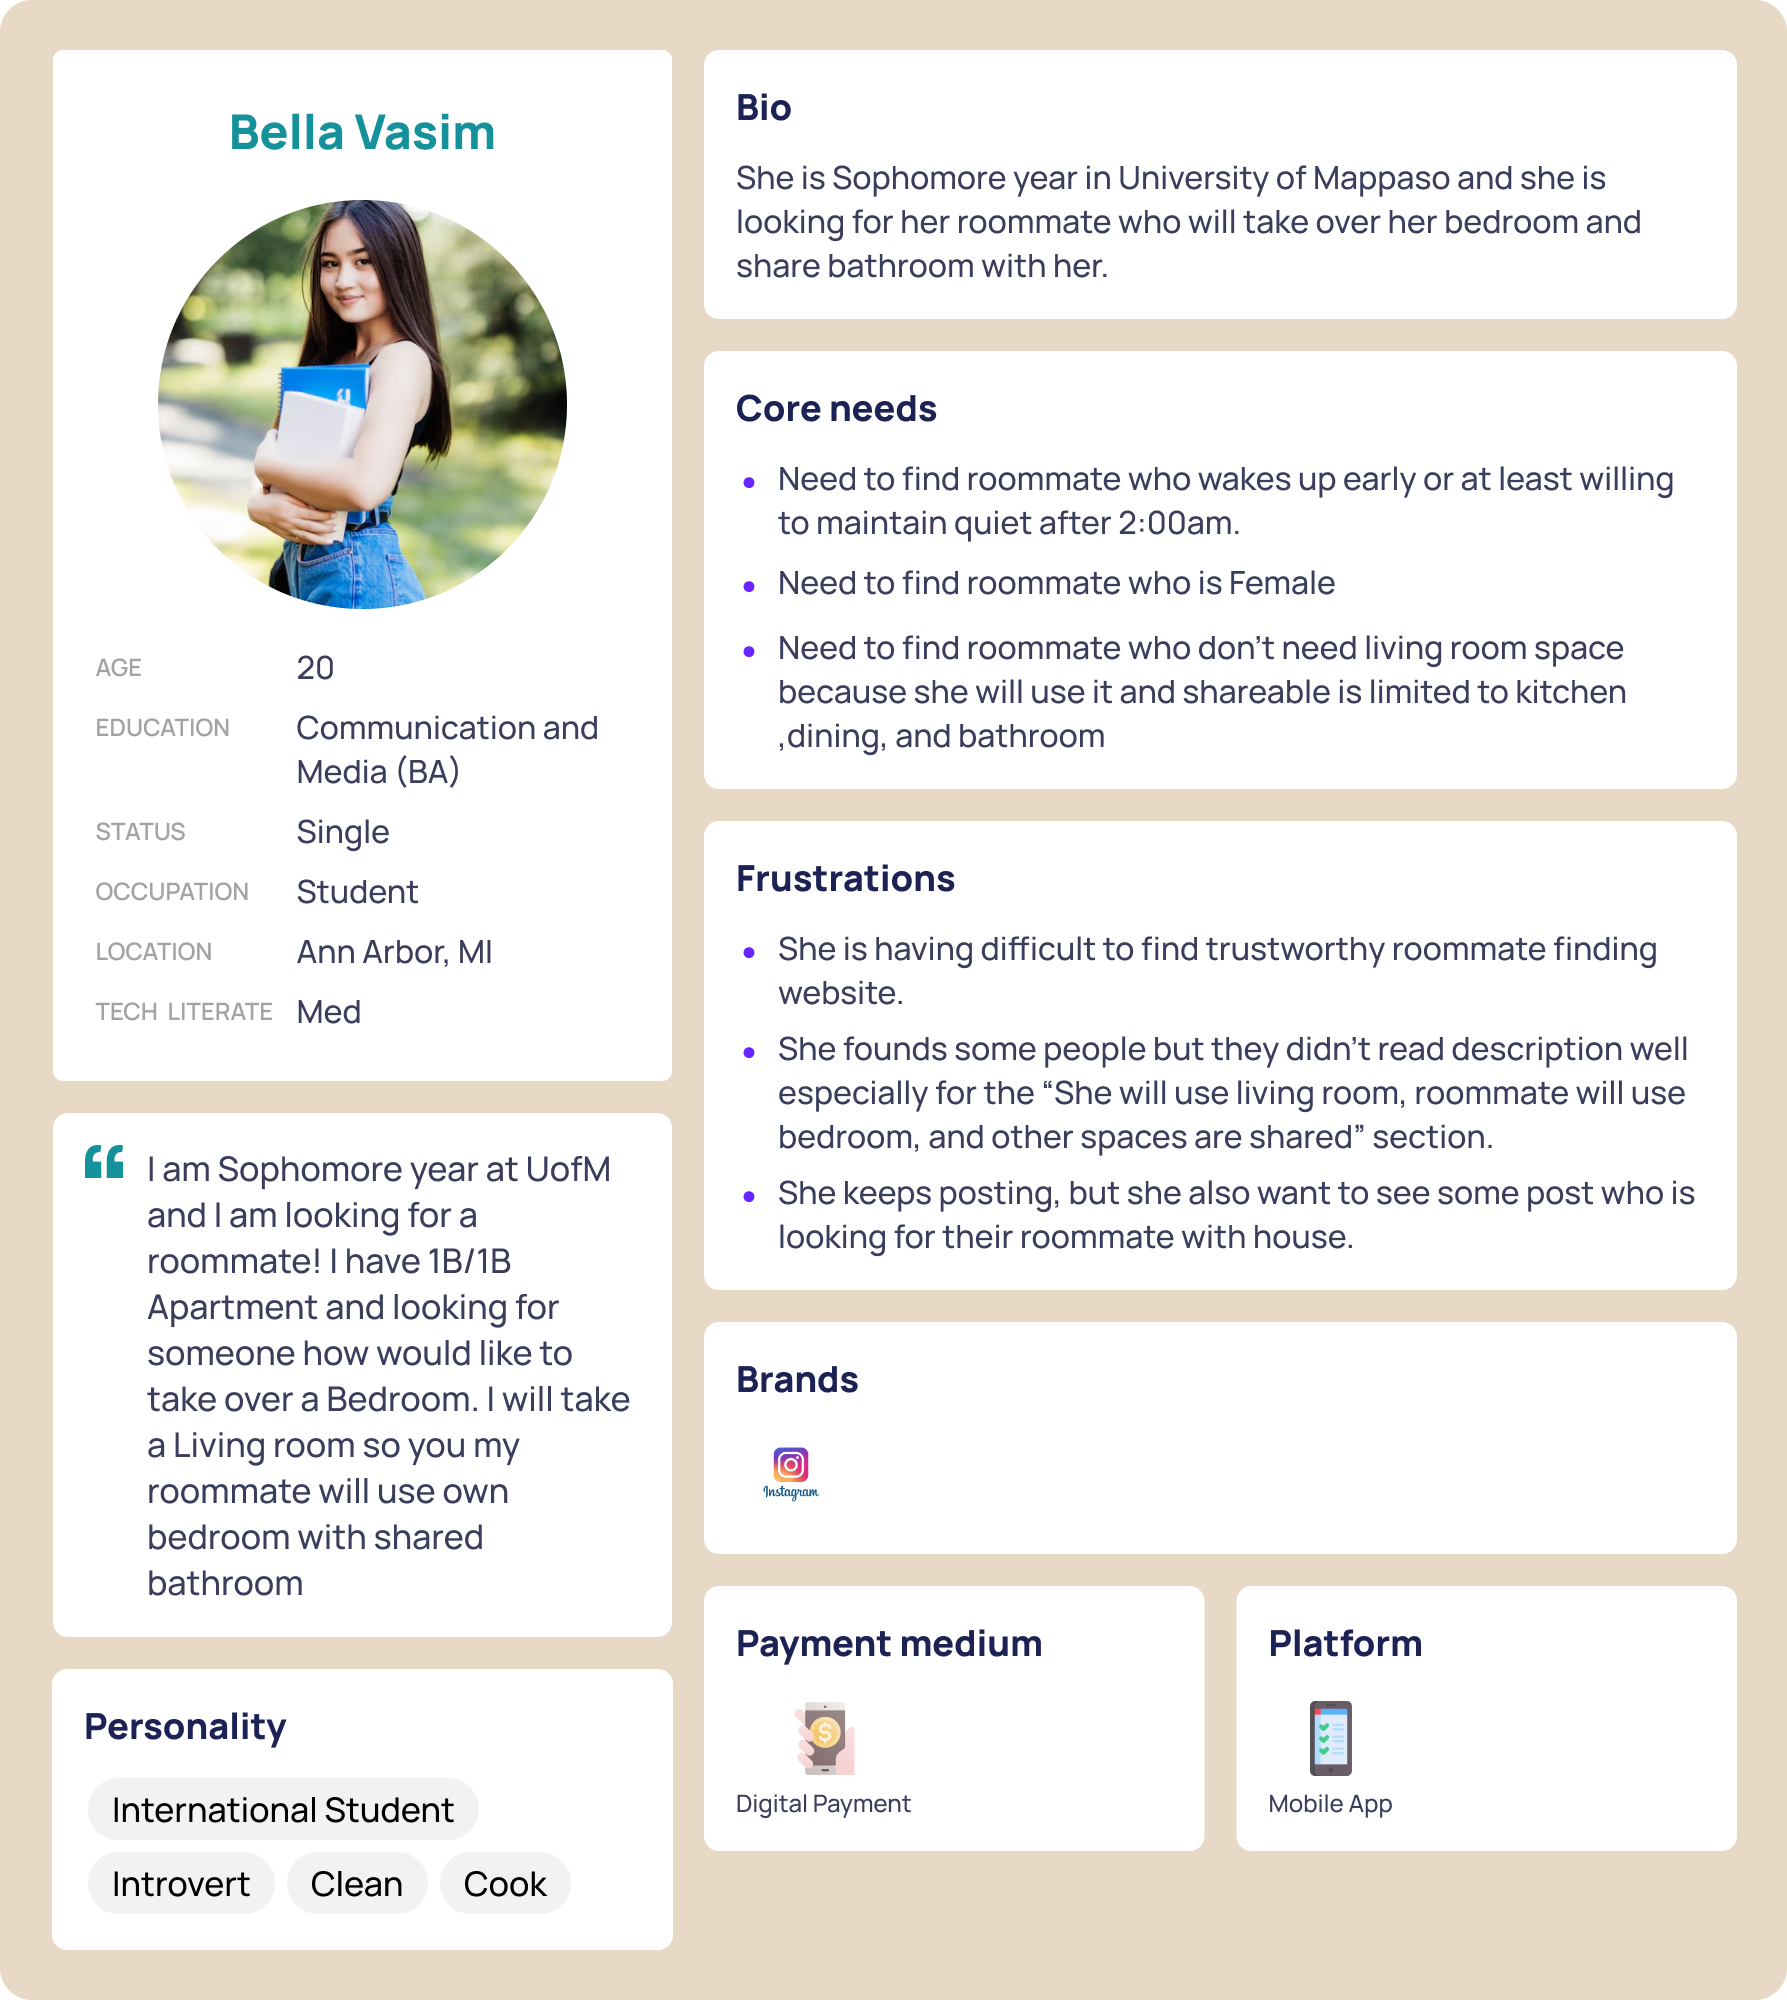 Bella Vasim
AGE 20
EDUCATION Communication and
Media (BA)
STATUS Single
OCCUPATION Student
LOCATION Ann Arbor, MI
TECH LITERATE Med
“ I am Sophomore year at UofM
and I am looking for a
roommate! I have 1B/1B
Apartment and looking for
someone how would like to
take over a Bedroom. I will take
a Living room so you my
roommate will use own
bedroom with shared
bathroom
Personality
International Student
Introvert Clean Cook
Bio
She is Sophomore year in University of Mappaso and she is
looking for her roommate who will take over her bedroom and
share bathroom with her.
Core needs
• Need to find roommate who wakes up early or at least willing
to maintain quiet after 2:00am.
• Need to find roommate who is Female
• Need to find roommate who don’t need living room space
because she will use it and shareable is limited to kitchen
,dining, and bathroom
Frustrations
• She is having difficult to find trustworthy roommate finding
website.
• She founds some people but they didn’t read description well
especially for the “She will use living room, roommate will use
bedroom, and other spaces are shared” section.
• She keeps posting, but she also want to see some post who is
looking for their roommate with house.
Brands
Instagram
Payment medium
$
Digital Payment
Platform
Mobile App